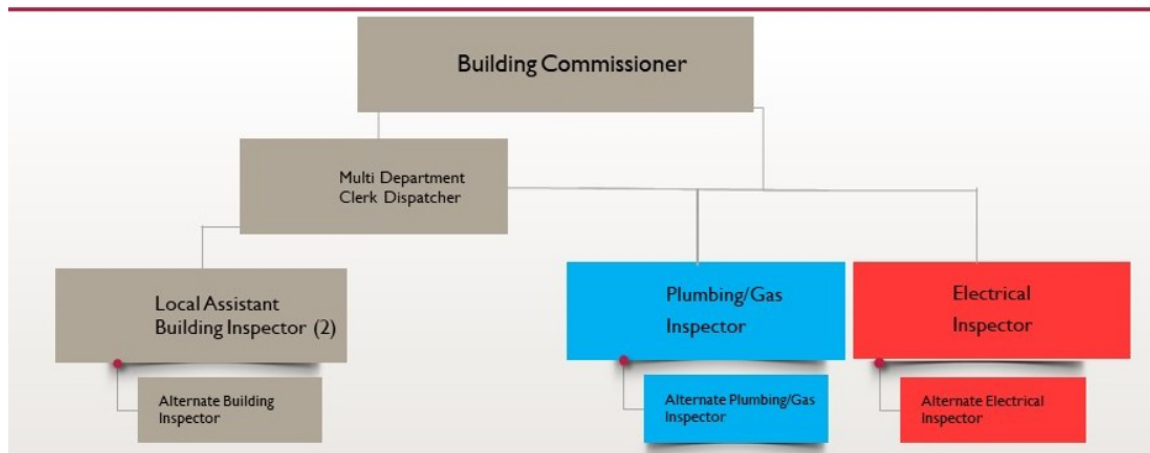 Building Commissioner
Multi Department
Clerk Dispatcher
Local Assistant
Building Inspector (2)
Plumbing/Gas
Inspector
Electrical
Inspector
Alternate Building
Inspector
Alternate Plumbing/Gas
Inspector
Alternate Electrical
Inspector